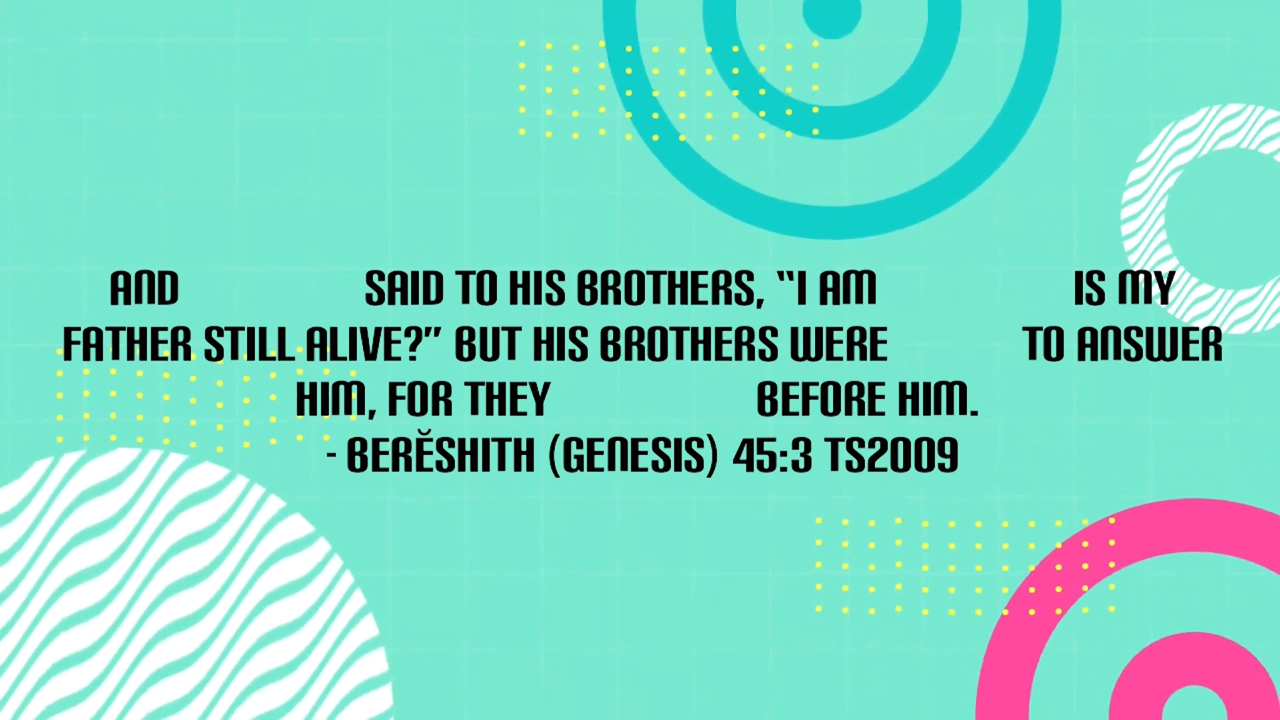 AND SAID TO HIS BROTHERS, “I AM IS MY
FATHER STILL ALIVE?” BUT HIS BROTHERS WERE TO ANSWER
HIM, FOR THEY BEFORE HIM.
- BERĔSHITH (GENESIS) 45:3 TS2009